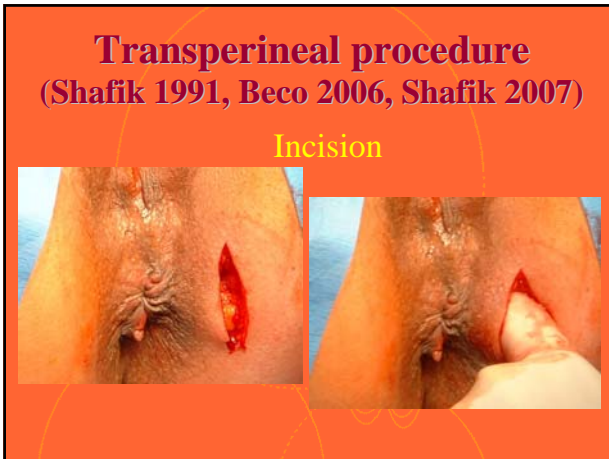 Transperineal procedure
(Shafik 1991, Beco 2006, Shafik 2007)
Incision